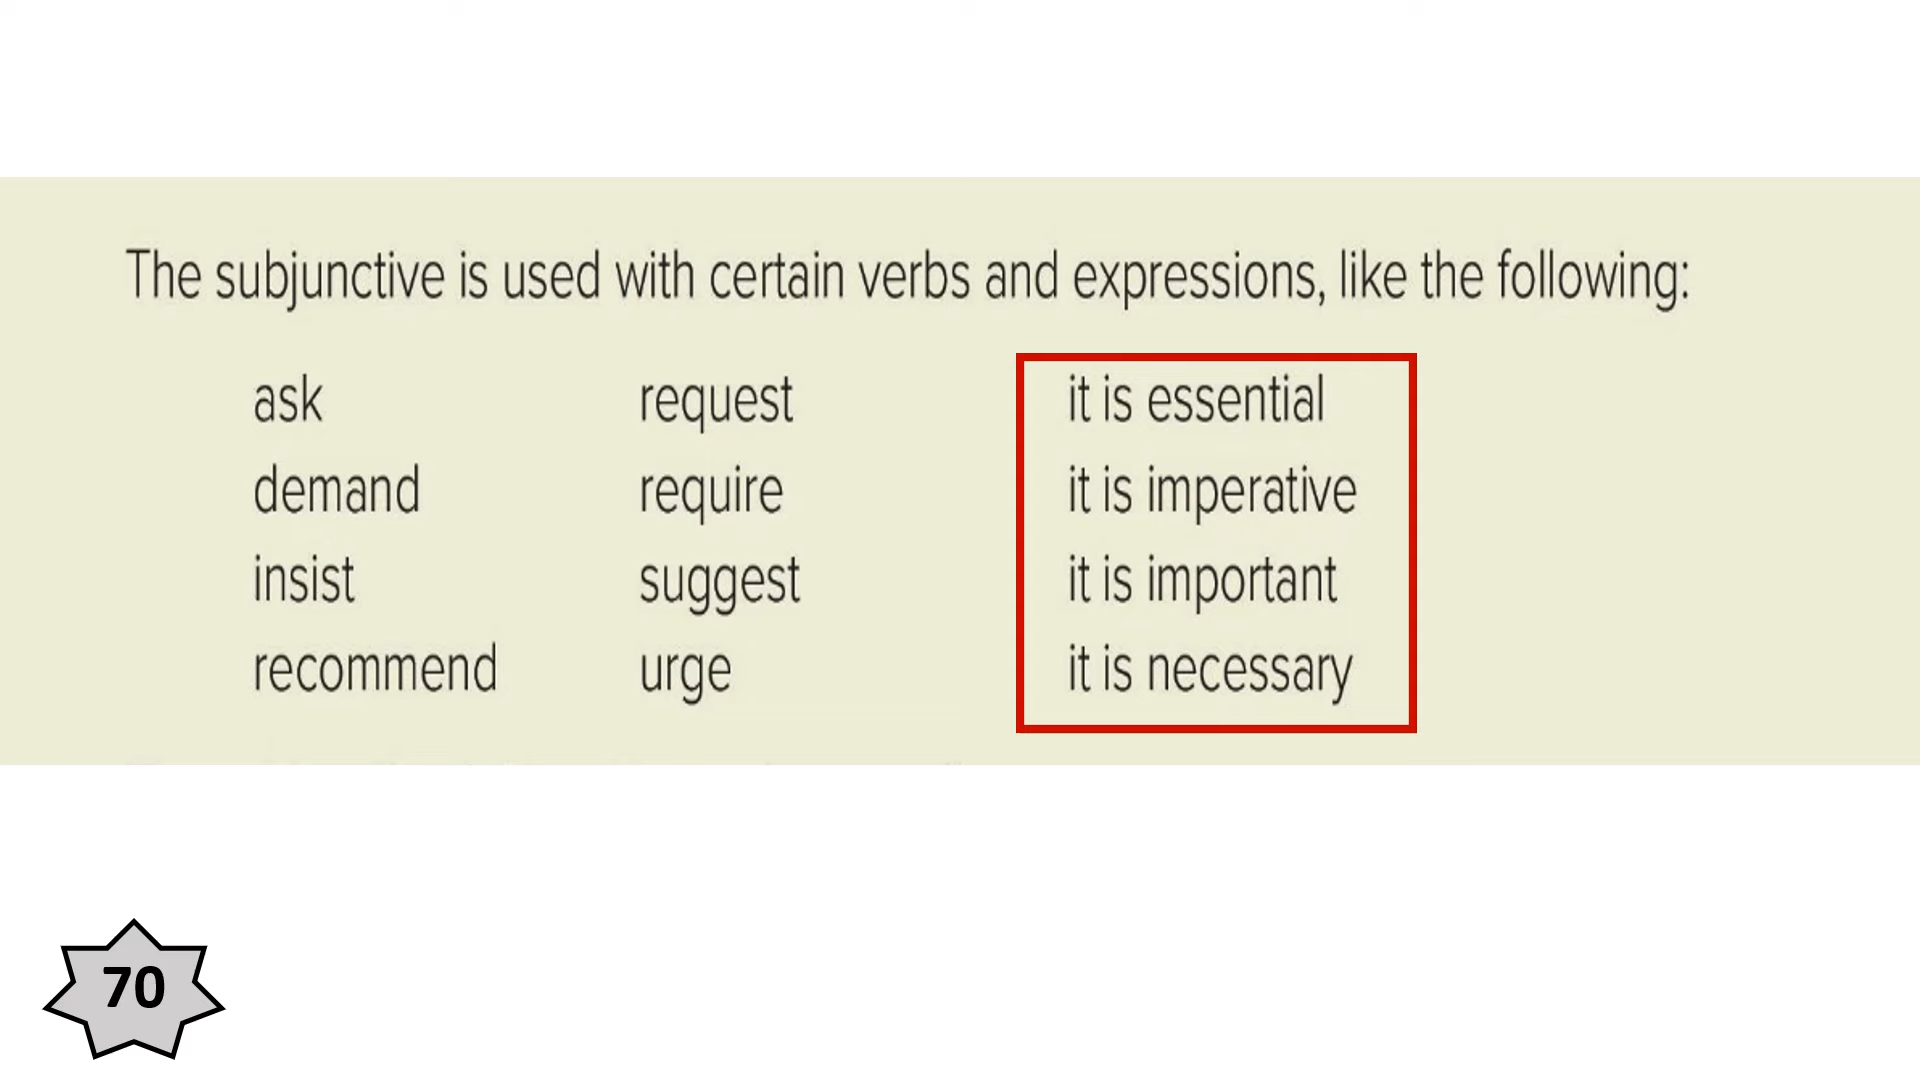 The subjunctive is used with certain verbs and expressions, like the following:
ask request it is essential
demand require it is imperative
insist suggest it is important
recommend urge it is necessary
70